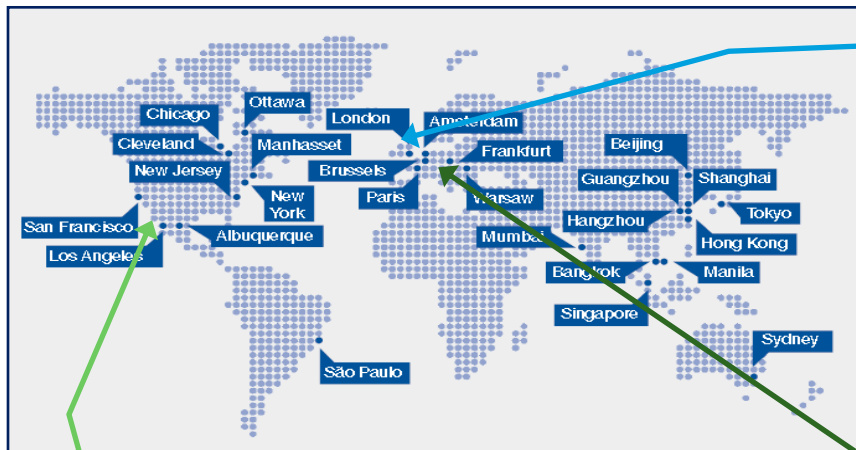 Ottawa
Chicago
London
Amsterdam
Cleveland
Manhasset
Brussels
Frankfurt
Beijing
New Jersey
Guangzhou
Shanghai
New
York
Paris
Warsaw
San Francisco
Albuquerque
Mumbai
Hangzhou
Tokyo
Los Angeles
Hong Kong
Bangkok
Manila
Singapore
Sydney
São Paulo